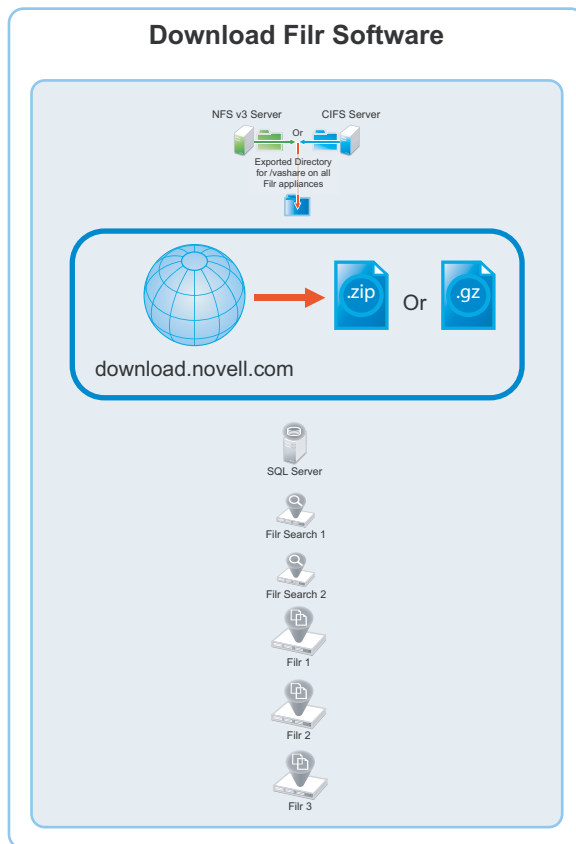 Download Filr Software
NFS v3 Server
CIFS Server
Or
Exported Directory
for /vashare on all
Filr appliances
.zip
Or
.gz
download.novell.com
SQL Server
Filr Search 1
Filr Search 2
Filr 1
Filr 2
Filr 3